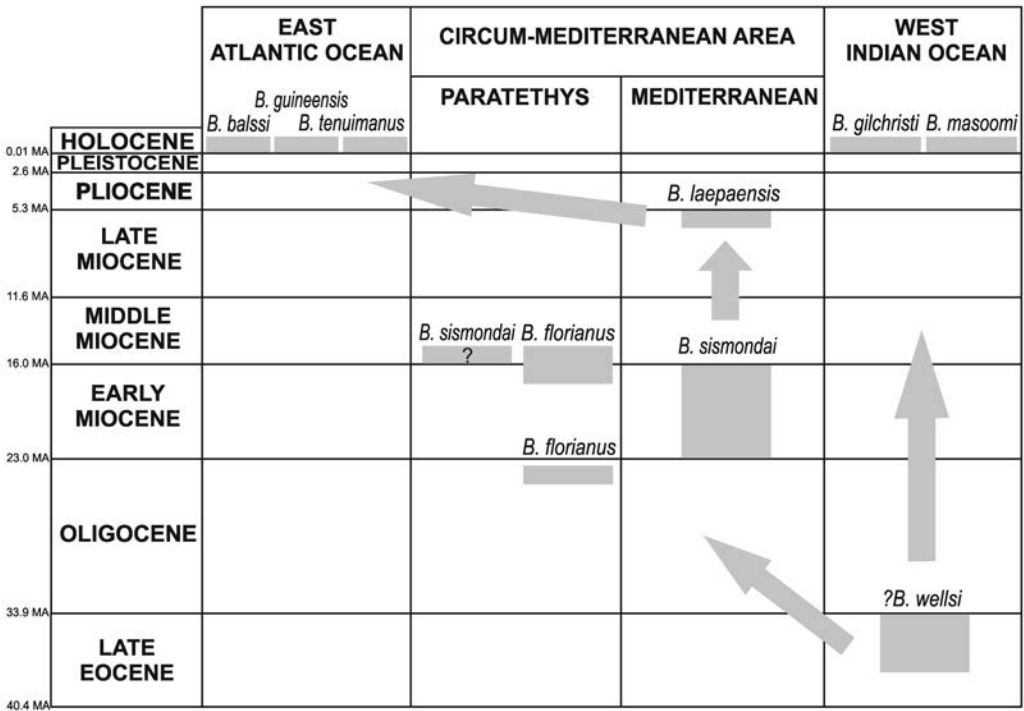 EAST
ATLANTIC OCEAN
CIRCUM-MEDITERRANEAN AREA
WEST
INDIAN OCEAN
PARATETHYS
MEDITERRANEAN
B. guineensis
B. balssi
B. tenuimanus
B. gilchristi
B. masoomi
HOLOCENE
0.01 MA
PLEISTOCENE
2.6 MA
PLIOCENE
B. laepaensis
5.3 MA
LATE
MIOCENE
11.6 MA
MIDDLE
MIOCENE
B. sismondai
B. florianus
B. sismondai
?
16.0 MA
EARLY
MIOCENE
B. florianus
23.0 MA
OLIGOCENE
?B. wellsi
33.9 MA
LATE
EOCENE
40.4 MA